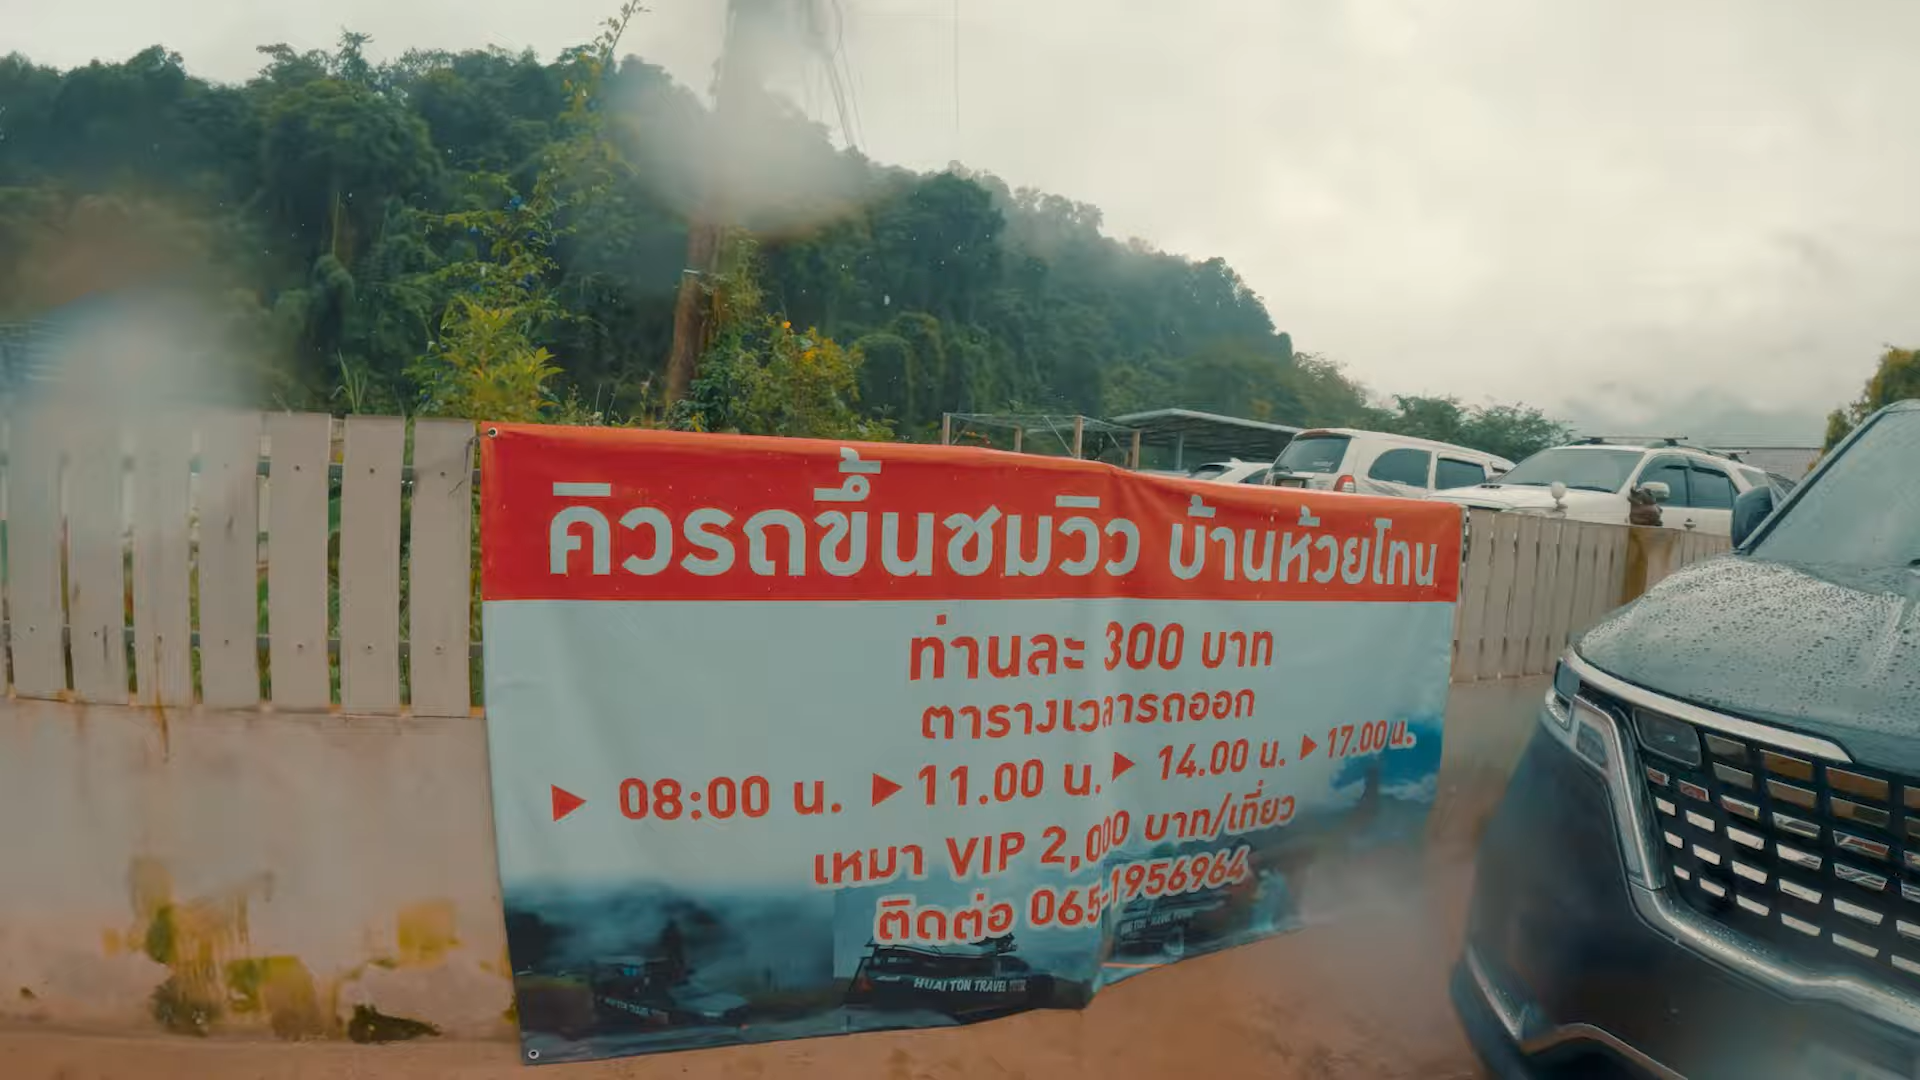 คิวรถขึ้นชมวิว บ้านห้วยโทน
ท่านละ 300 บาท
ตารางเวลารถออก
▶ 08:00 น. ▶ 11.00 น. ▶ 14.00 น. ▶ 17.00 น.
เหมา VIP 2,000 บาท/เที่ยว
ติดต่อ 065-1956964
HUAI TON TRAVEL